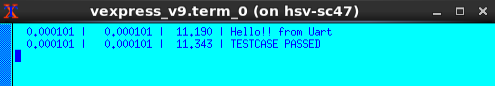 vexpress_v9.term_0 (on hsv-sc47)
0.000101 | 0.000101 | 11.190 | Hello!! from Uart
0.000101 | 0.000101 | 11.343 | TESTCASE PASSED